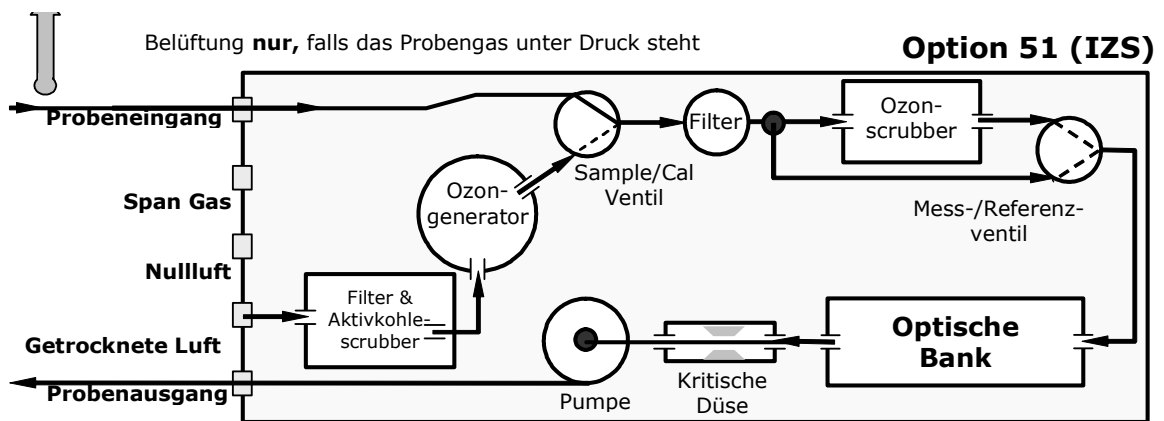 Belüftung nur, falls das Probengas unter Druck steht
Option 51 (IZS)
Probeneingang
Span Gas
Nullluft
Getrocknete Luft
Probenausgang
Filter &
Aktivkohle-
scrubber
Ozon-
generator
Sample/Cal
Ventil
Filter
Ozon-
scrubber
Mess-/Referenz-
ventil
Optische
Bank
Kritische
Düse
Pumpe